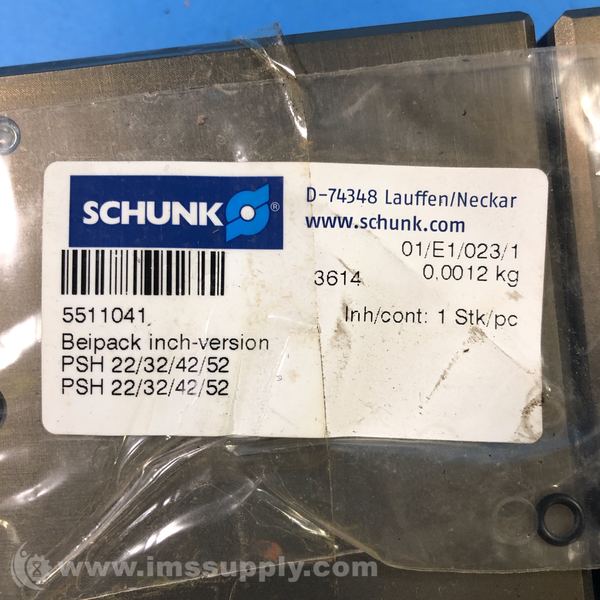 SCHUNK ®
D-74348 Lauffen/Neckar
www.schunk.com
01/E1/023/1
3614 0,0012 kg
5511041
Inh/cont: 1 Stk/pc
Beipack inch-version
PSH 22/32/42/52
PSH 22/32/42/52
© www.imssupply.com